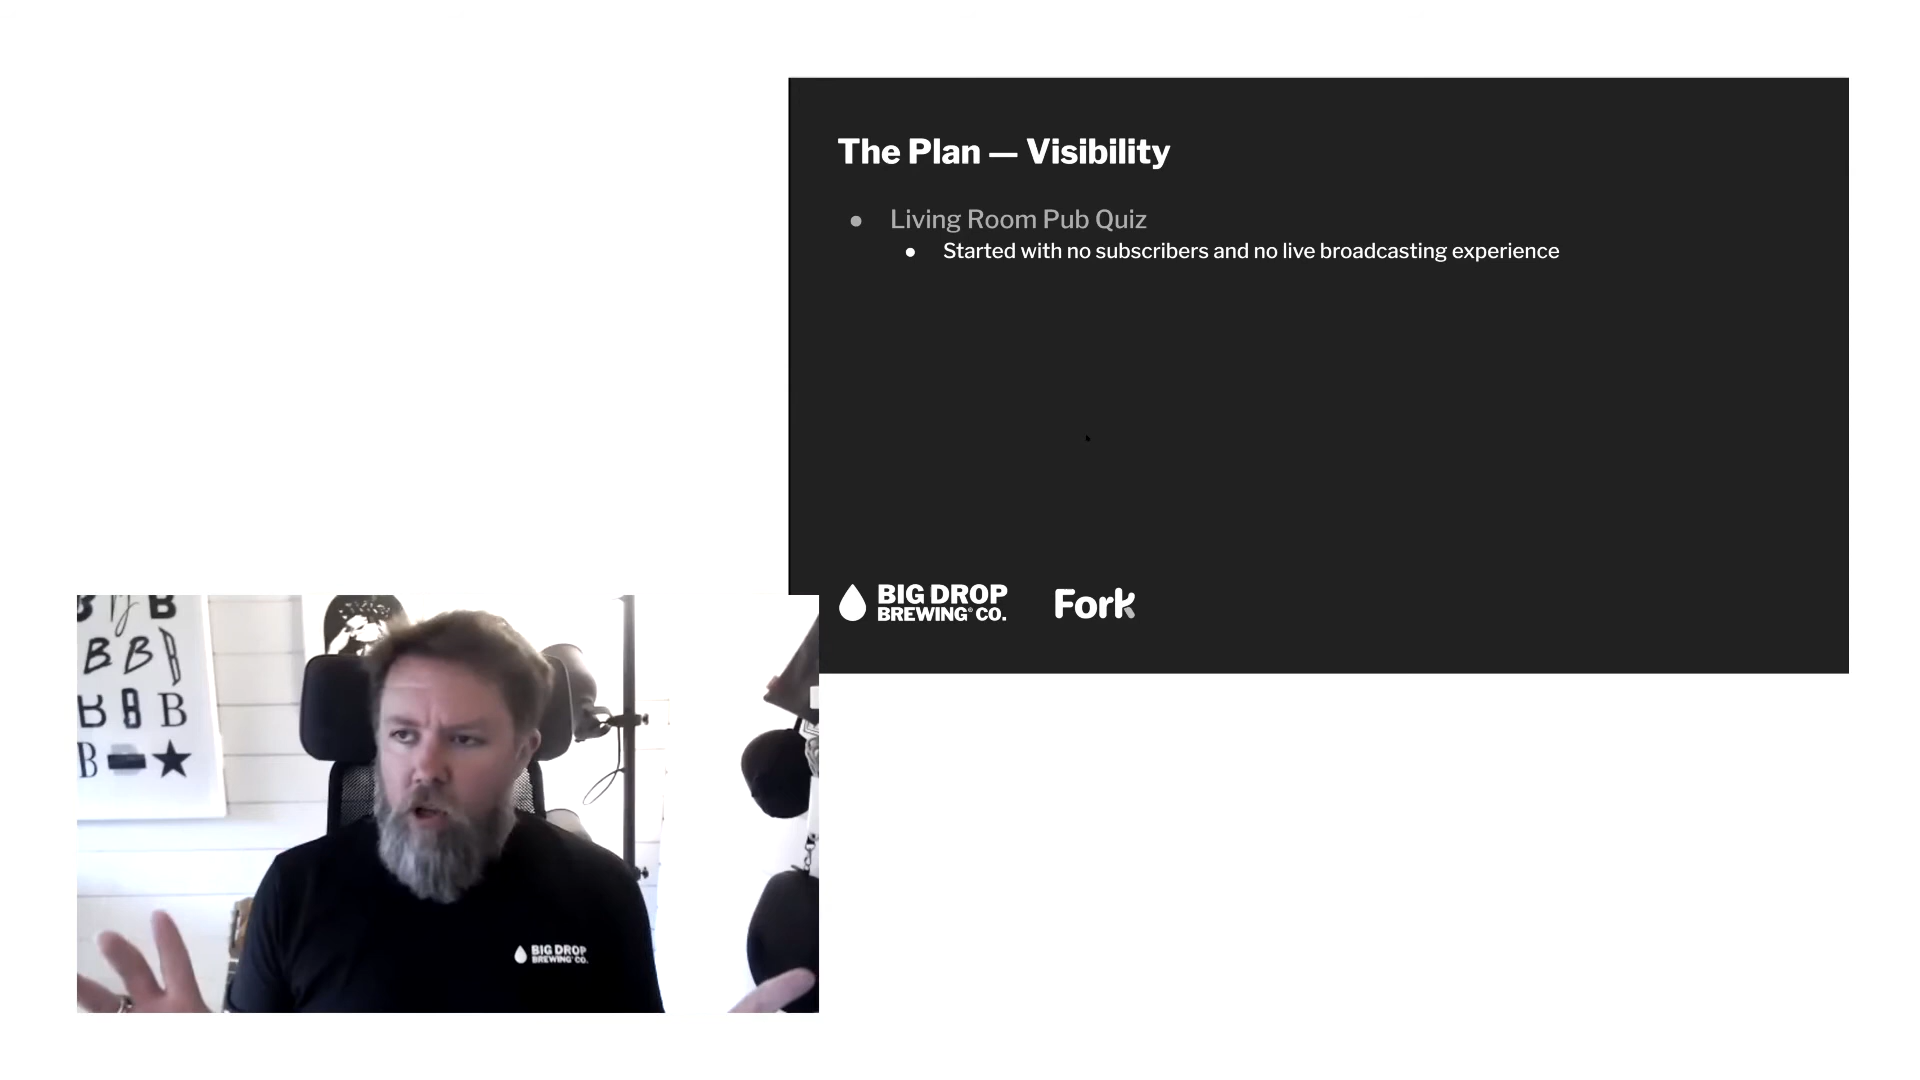 The Plan — Visibility
● Living Room Pub Quiz
● Started with no subscribers and no live broadcasting experience
BIG DROP
BREWING® CO.
Fork
B B
B B
B B
B
BIG DROP
BREWING® CO.